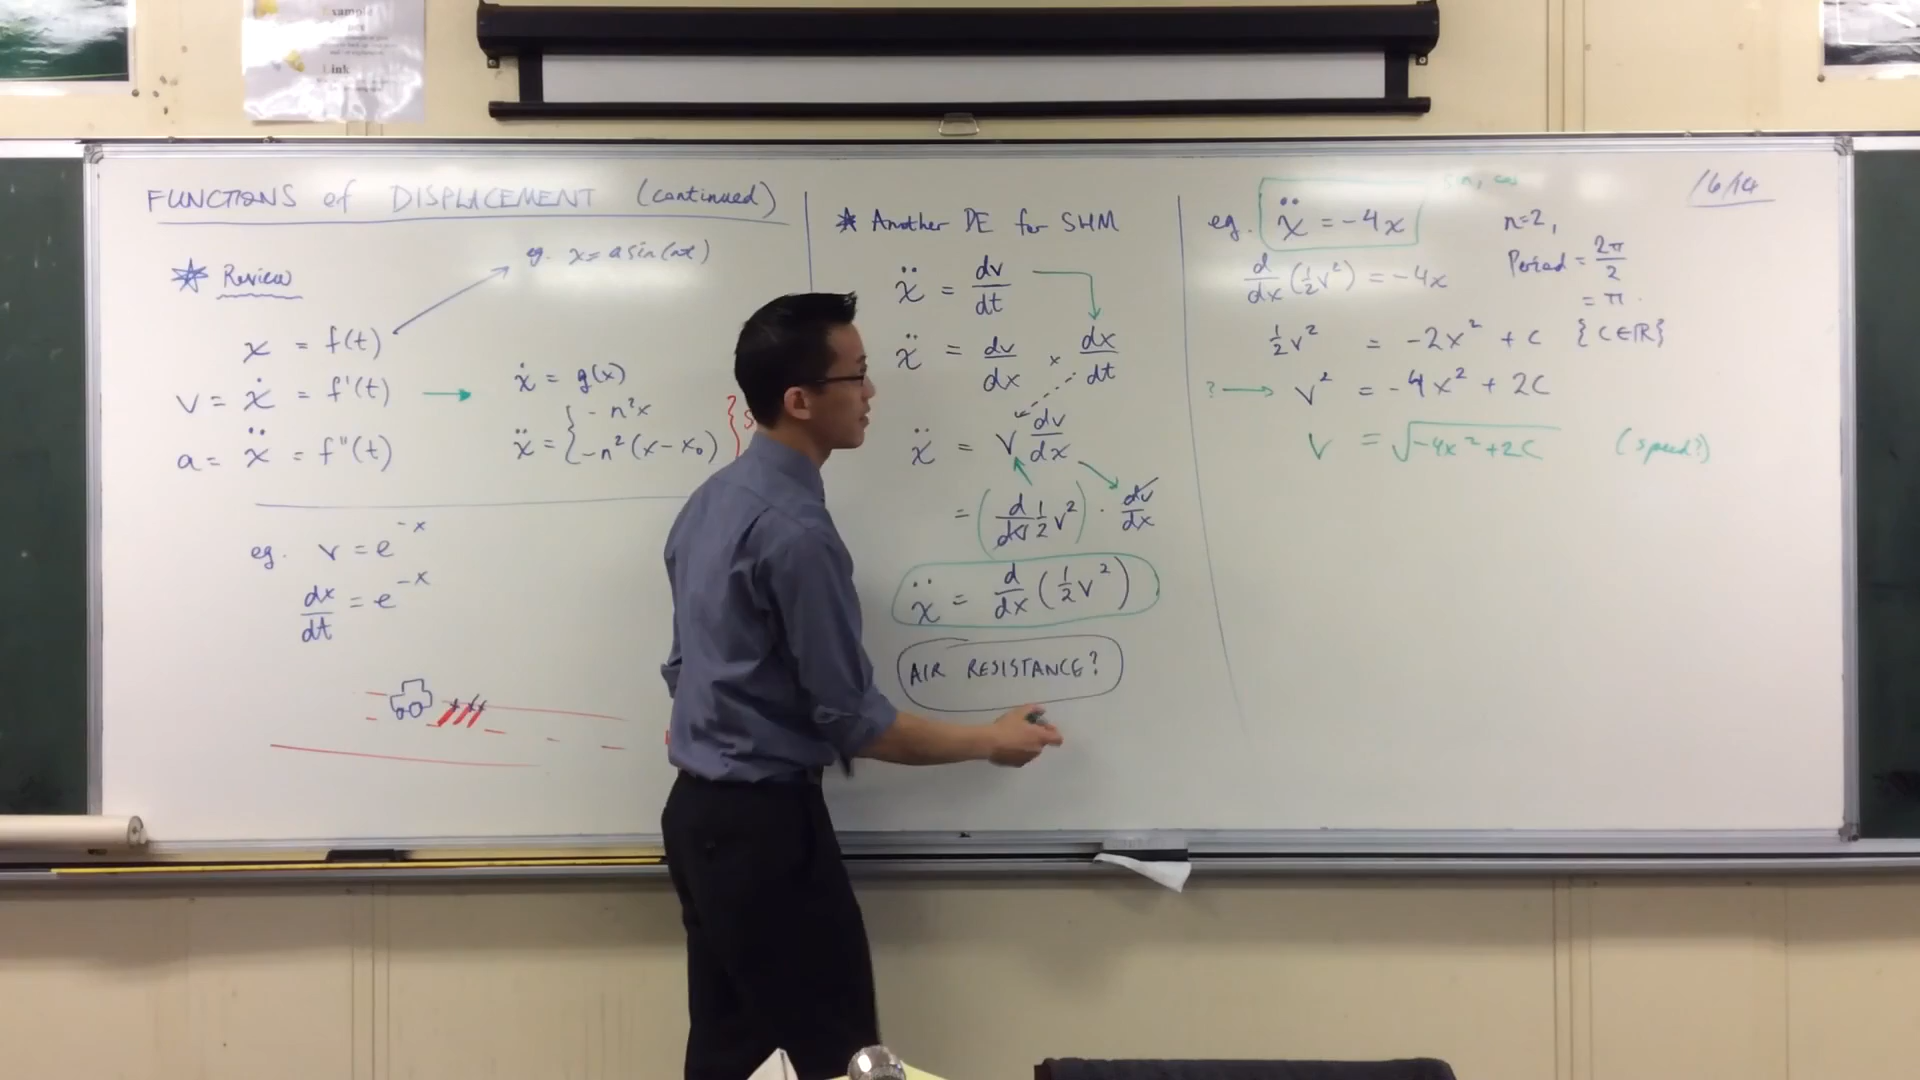 xample
Link
FUNCTIONS of DISPLACEMENT (continued)
★ Review
eg. x = a sin(nt)
x = f(t)
v = ẋ = f'(t) → ẋ = g(x)
a = ẍ = f''(t)
ẍ = { -n²x
-n²(x-x₀) }
eg. v = e^{-x}
dx/dt = e^{-x}
★ Another DE for SHM
ẍ = dv/dt
ẍ = dv/dx × dx/dt
ẍ = v dv/dx
= (d/dv ½v²) · dv/dx
ẍ = d/dx (½v²)
AIR RESISTANCE?
16/14
eg. ẍ = -4x
n=2,
Period = 2π/2
= π
d/dx (½v²) = -4x
½v² = -2x² + C {C∈ℝ}
? → v² = -4x² + 2C
v = √(-4x²+2C) (speed?)